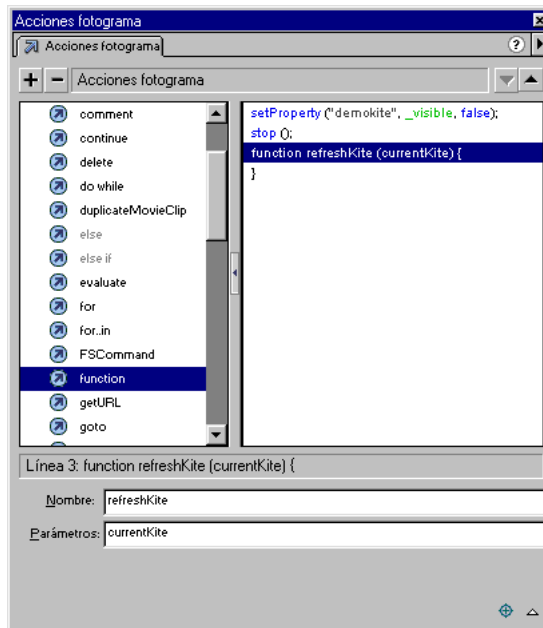 Acciones fotograma
Acciones fotograma
?
Acciones fotograma
comment
continue
delete
do while
duplicateMovieClip
else
else if
evaluate
for
for..in
FSCommand
function
getURL
goto
setProperty ("demokite", _visible, false);
stop ();
function refreshKite (currentKite) {
}
Línea 3: function refreshKite (currentKite) {
Nombre: refreshKite
Parámetros: currentKite